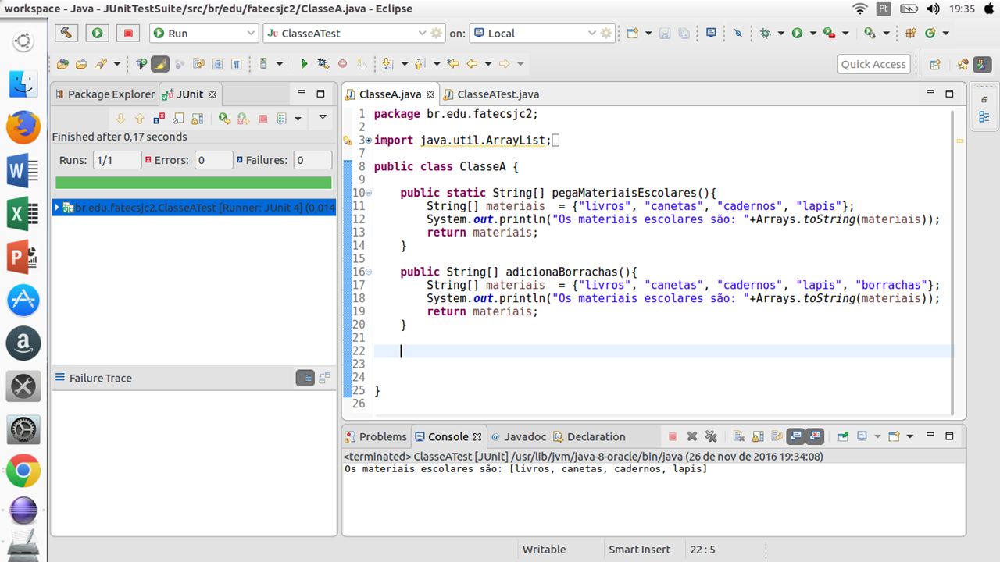 workspace - Java - JUnitTestSuite/src/br/edu/fatecsjc2/ClasseA.java - Eclipse
Pt
19:35
Run
JU ClasseATest
on:
Local
Quick Access
Package Explorer
JUnit
Finished after 0,17 seconds
Runs: 1/1
Errors: 0
Failures: 0
br.edu.fatecsjc2.ClasseATest [Runner: JUnit 4] (0,014
Failure Trace
ClasseA.java
ClasseATest.java
1 package br.edu.fatecsjc2;
2
3 import java.util.ArrayList;
7
8 public class ClasseA {
9
10 public static String[] pegaMateriaisEscolares(){
11 String[] materiais  = {"livros", "canetas", "cadernos", "lapis"};
12 System.out.println("Os materiais escolares são: "+Arrays.toString(materiais));
13 return materiais;
14 }
15
16 public String[] adicionaBorrachas(){
17 String[] materiais  = {"livros", "canetas", "cadernos", "lapis", "borrachas"};
18 System.out.println("Os materiais escolares são: "+Arrays.toString(materiais));
19 return materiais;
20 }
21
22
23
24
25 }
26
Problems
Console
@ Javadoc
Declaration
<terminated> ClasseATest [JUnit] /usr/lib/jvm/java-8-oracle/bin/java (26 de nov de 2016 19:34:08)
Os materiais escolares são: [livros, canetas, cadernos, lapis]
Writable
Smart Insert
22 : 5
W
X
P
a